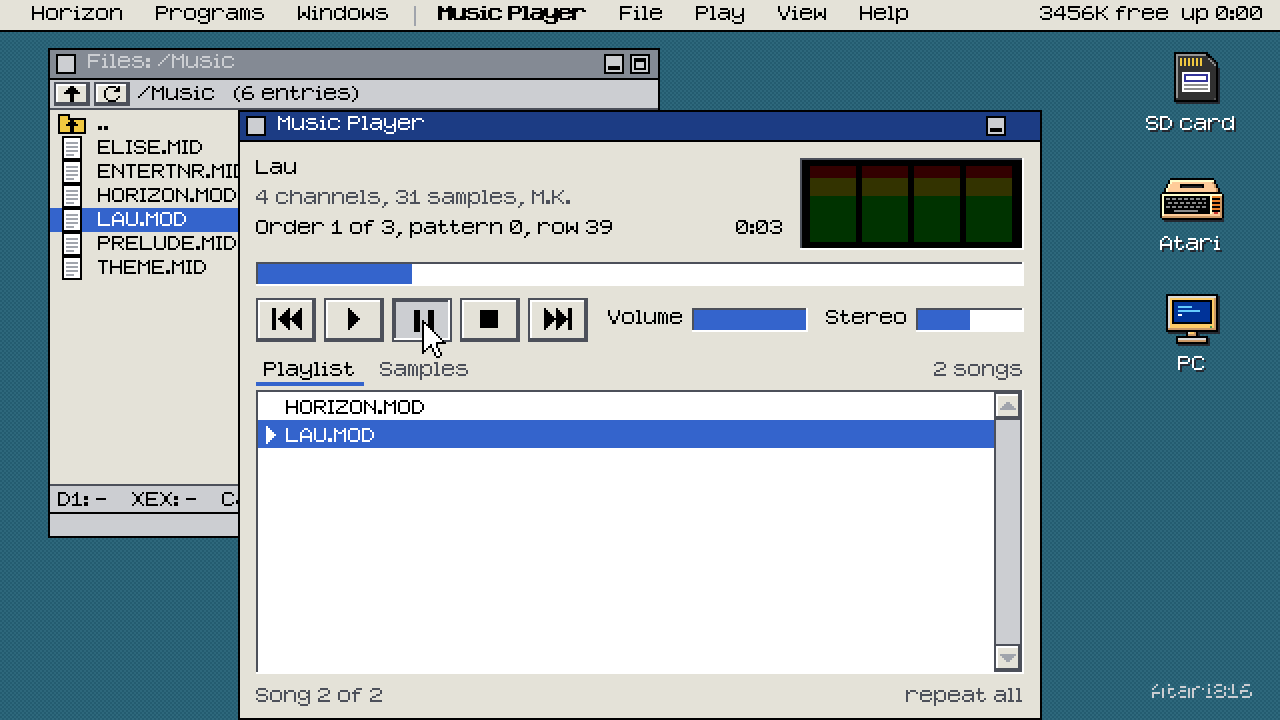 Horizon Programs Windows | Music Player File Play View Help 3456K free up 0:00
Files: /Music
/Music (6 entries)
..
ELISE.MID
ENTERTNR.MID
HORIZON.MOD
LAU.MOD
PRELUDE.MID
THEME.MID
D1: - XEX: -
Music Player
Lau
4 channels, 31 samples, M.K.
Order 1 of 3, pattern 0, row 39 0:03
Volume Stereo
Playlist Samples 2 songs
HORIZON.MOD
LAU.MOD
Song 2 of 2 repeat all
SD card
Atari
PC
Atari816